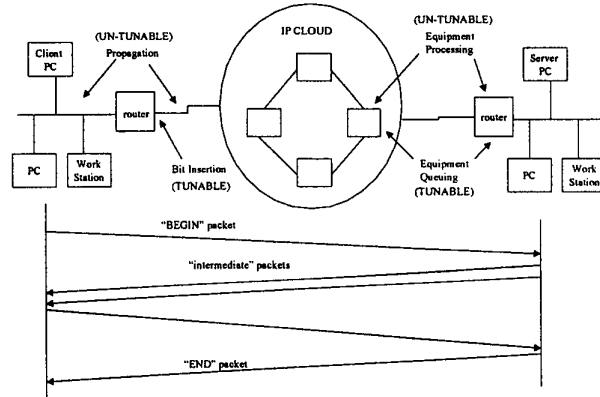 (UN-TUNABLE)
Propagation
IP CLOUD
(UN-TUNABLE)
Equipment
Processing
Client
PC
Server
PC
router
router
PC
Work
Station
Bit Insertion
(TUNABLE)
Equipment
Queuing
(TUNABLE)
PC
Work
Station
"BEGIN" packet
"intermediate" packets
"END" packet